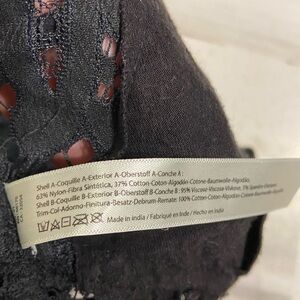 Shell A-Coquille A-Exterior A-Oberstoff A-Conche A :
63% Nylon-Fibra Sintética, 37% Cotton-Coton-Algodón-Cotone-Baumwolle-Algodão,
Shell B-Coquille B-Exterior B-Oberstoff B-Conche B : 95% Viscose-Viscosa-Viskose, 5%
Trim-Col-Adorno-Finitura-Besatz-Debrum-Remate: 100% Cotton-Coton-Algodón-Cotone-Baumwolle-Algodão
Made in India / Fabriqué en Inde / Hecho en India